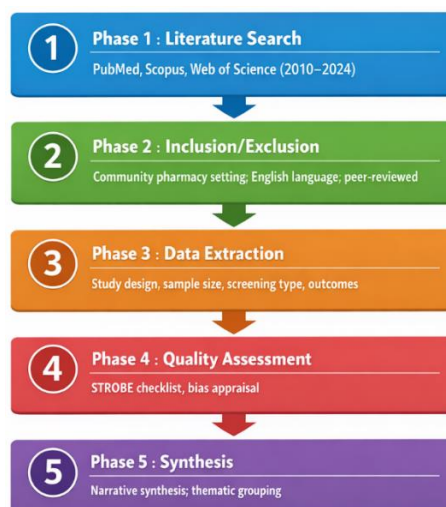 1
Phase 1 : Literature Search
PubMed, Scopus, Web of Science (2010–2024)
2
Phase 2 : Inclusion/Exclusion
Community pharmacy setting; English language; peer-reviewed
3
Phase 3 : Data Extraction
Study design, sample size, screening type, outcomes
4
Phase 4 : Quality Assessment
STROBE checklist, bias appraisal
5
Phase 5 : Synthesis
Narrative synthesis; thematic grouping